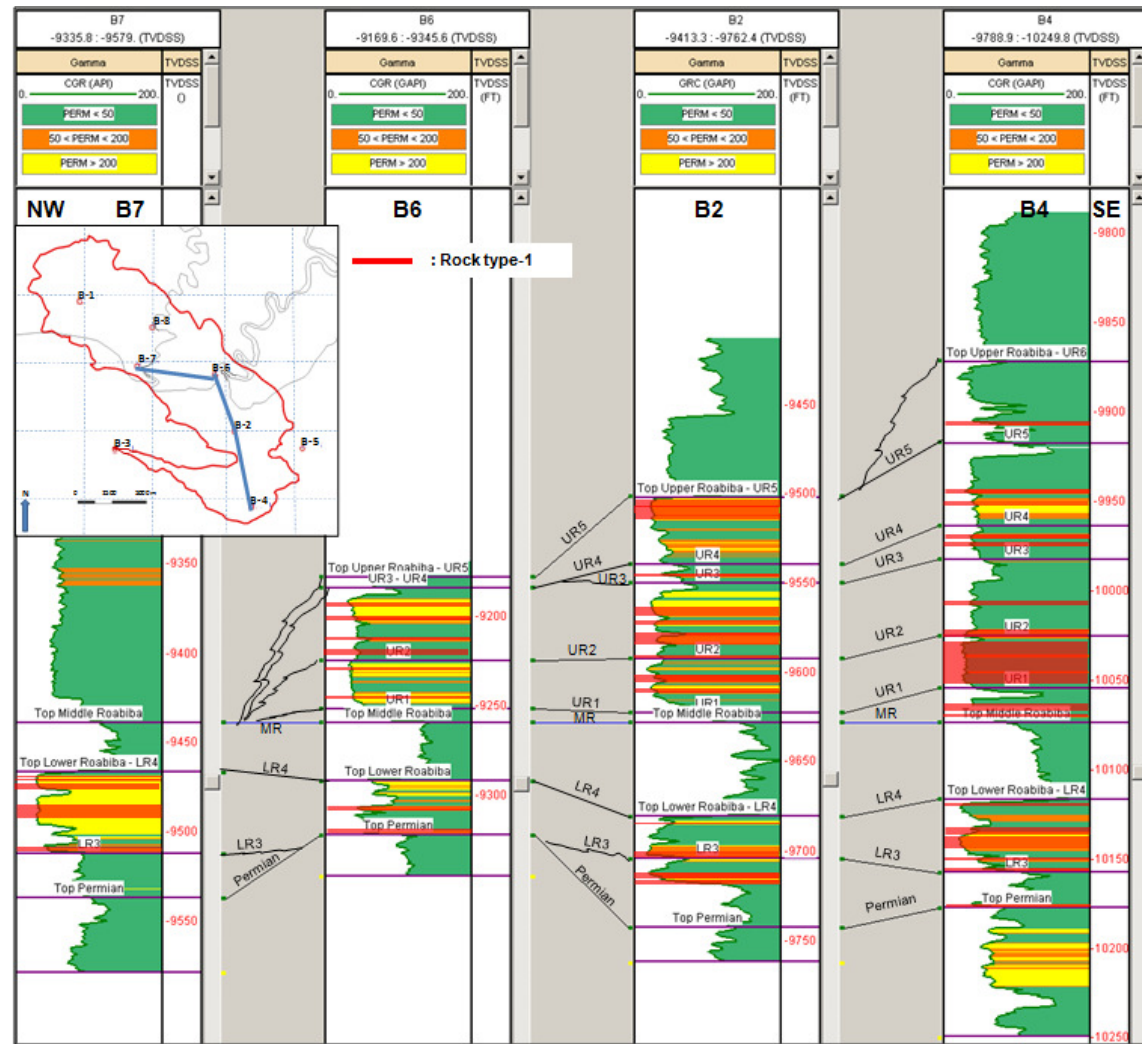 B7
-9335.8 : -9579. (TVDSS)
Gamma TVDSS
CGR (API) TVDSS
0. 200. ()
PERM < 50
50 < PERM < 200
PERM > 200
B6
-9169.6 : -9345.6 (TVDSS)
Gamma TVDSS
CGR (GAPI) TVDSS
0. 200. (FT)
PERM < 50
50 < PERM < 200
PERM > 200
B2
-9413.3 : -9762.4 (TVDSS)
Gamma TVDSS
GRC (GAPI) TVDSS
0. 200. (FT)
PERM < 50
50 < PERM < 200
PERM > 200
B4
-9788.9 : -10249.8 (TVDSS)
Gamma TVDSS
CGR (GAPI) TVDSS
0. 200. (FT)
PERM < 50
50 < PERM < 200
PERM > 200
NW B7
B6
B2
B4 SE
: Rock type-1
B-1
B-8
B-7
B-6
B-2
B-3
B-5
B-4
N
0
-9350
-9400
Top Middle Roabiba
-9450
Top Lower Roabiba - LR4
-9500
LR3
Top Permian
-9550
MR
LR4
LR3
Permian
Top Upper Roabiba - UR5
UR3 - UR4
-9200
UR2
UR1
-9250
Top Middle Roabiba
Top Lower Roabiba
-9300
Top Permian
UR5
UR4
UR3
UR2
UR1
MR
LR4
LR3
Permian
-9450
-9500
Top Upper Roabiba - UR5
UR4
UR3
-9550
UR2
-9600
UR1
Top Middle Roabiba
-9650
Top Lower Roabiba - LR4
-9700
LR3
Top Permian
-9750
UR5
UR4
UR3
UR2
UR1
MR
LR4
LR3
Permian
-9800
-9850
Top Upper Roabiba - UR6
-9900
UR5
-9950
UR4
UR3
-10000
UR2
-10050
UR1
Top Middle Roabiba
-10100
Top Lower Roabiba - LR4
-10150
LR3
Top Permian
-10200
-10250